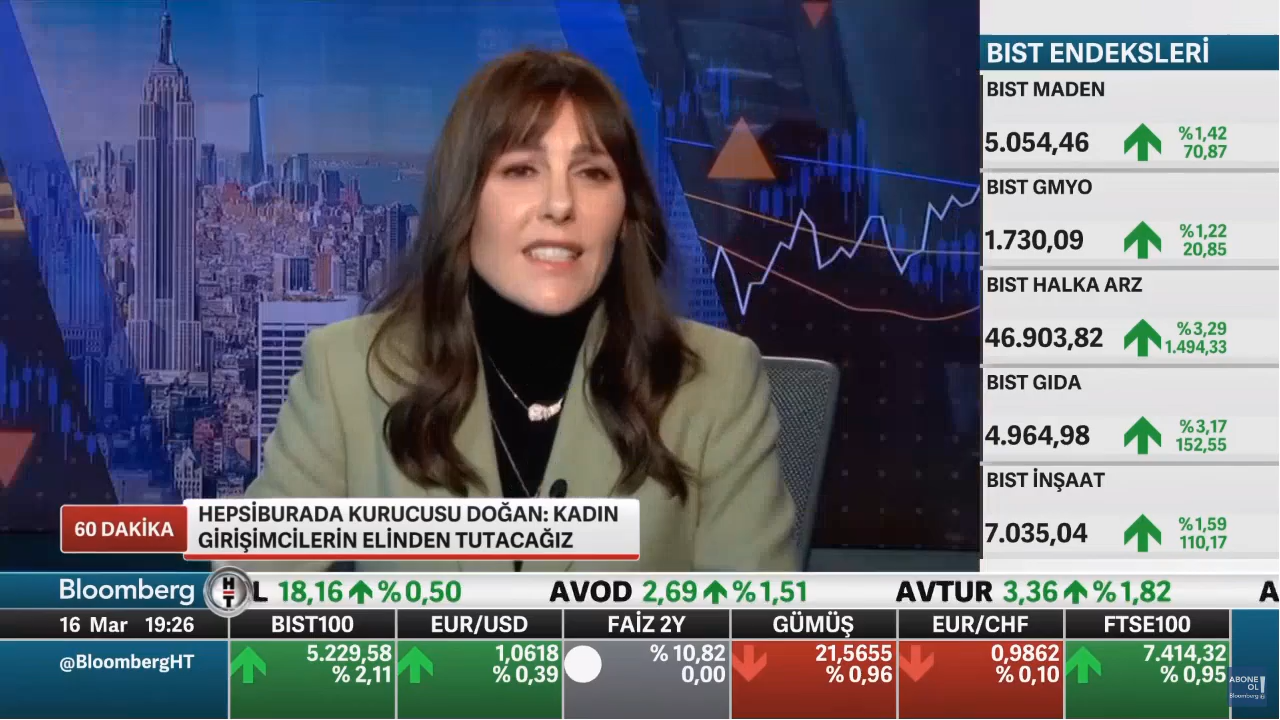 BIST ENDEKSLERİ
BIST MADEN
5.054,46 %1,42
70,87
BIST GMYO
1.730,09 %1,22
20,85
BIST HALKA ARZ
46.903,82 %3,29
1.494,33
BIST GIDA
4.964,98 %3,17
152,55
BIST İNŞAAT
7.035,04 %1,59
110,17
60 DAKİKA
HEPSİBURADA KURUCUSU DOĞAN: KADIN
GİRİŞİMCİLERİN ELİNDEN TUTACAĞIZ
Bloomberg HT L 18,16 %0,50 AVOD 2,69 %1,51 AVTUR 3,36 %1,82 A
16 Mar 19:26 BIST100 EUR/USD FAİZ 2Y GÜMÜŞ EUR/CHF FTSE100
@BloombergHT 5.229,58 1,0618 % 10,82 21,5655 0,9862 7.414,32
% 2,11 % 0,39 0,00 % 0,96 % 0,10 % 0,95
ABONE
OL!
Bloomberg